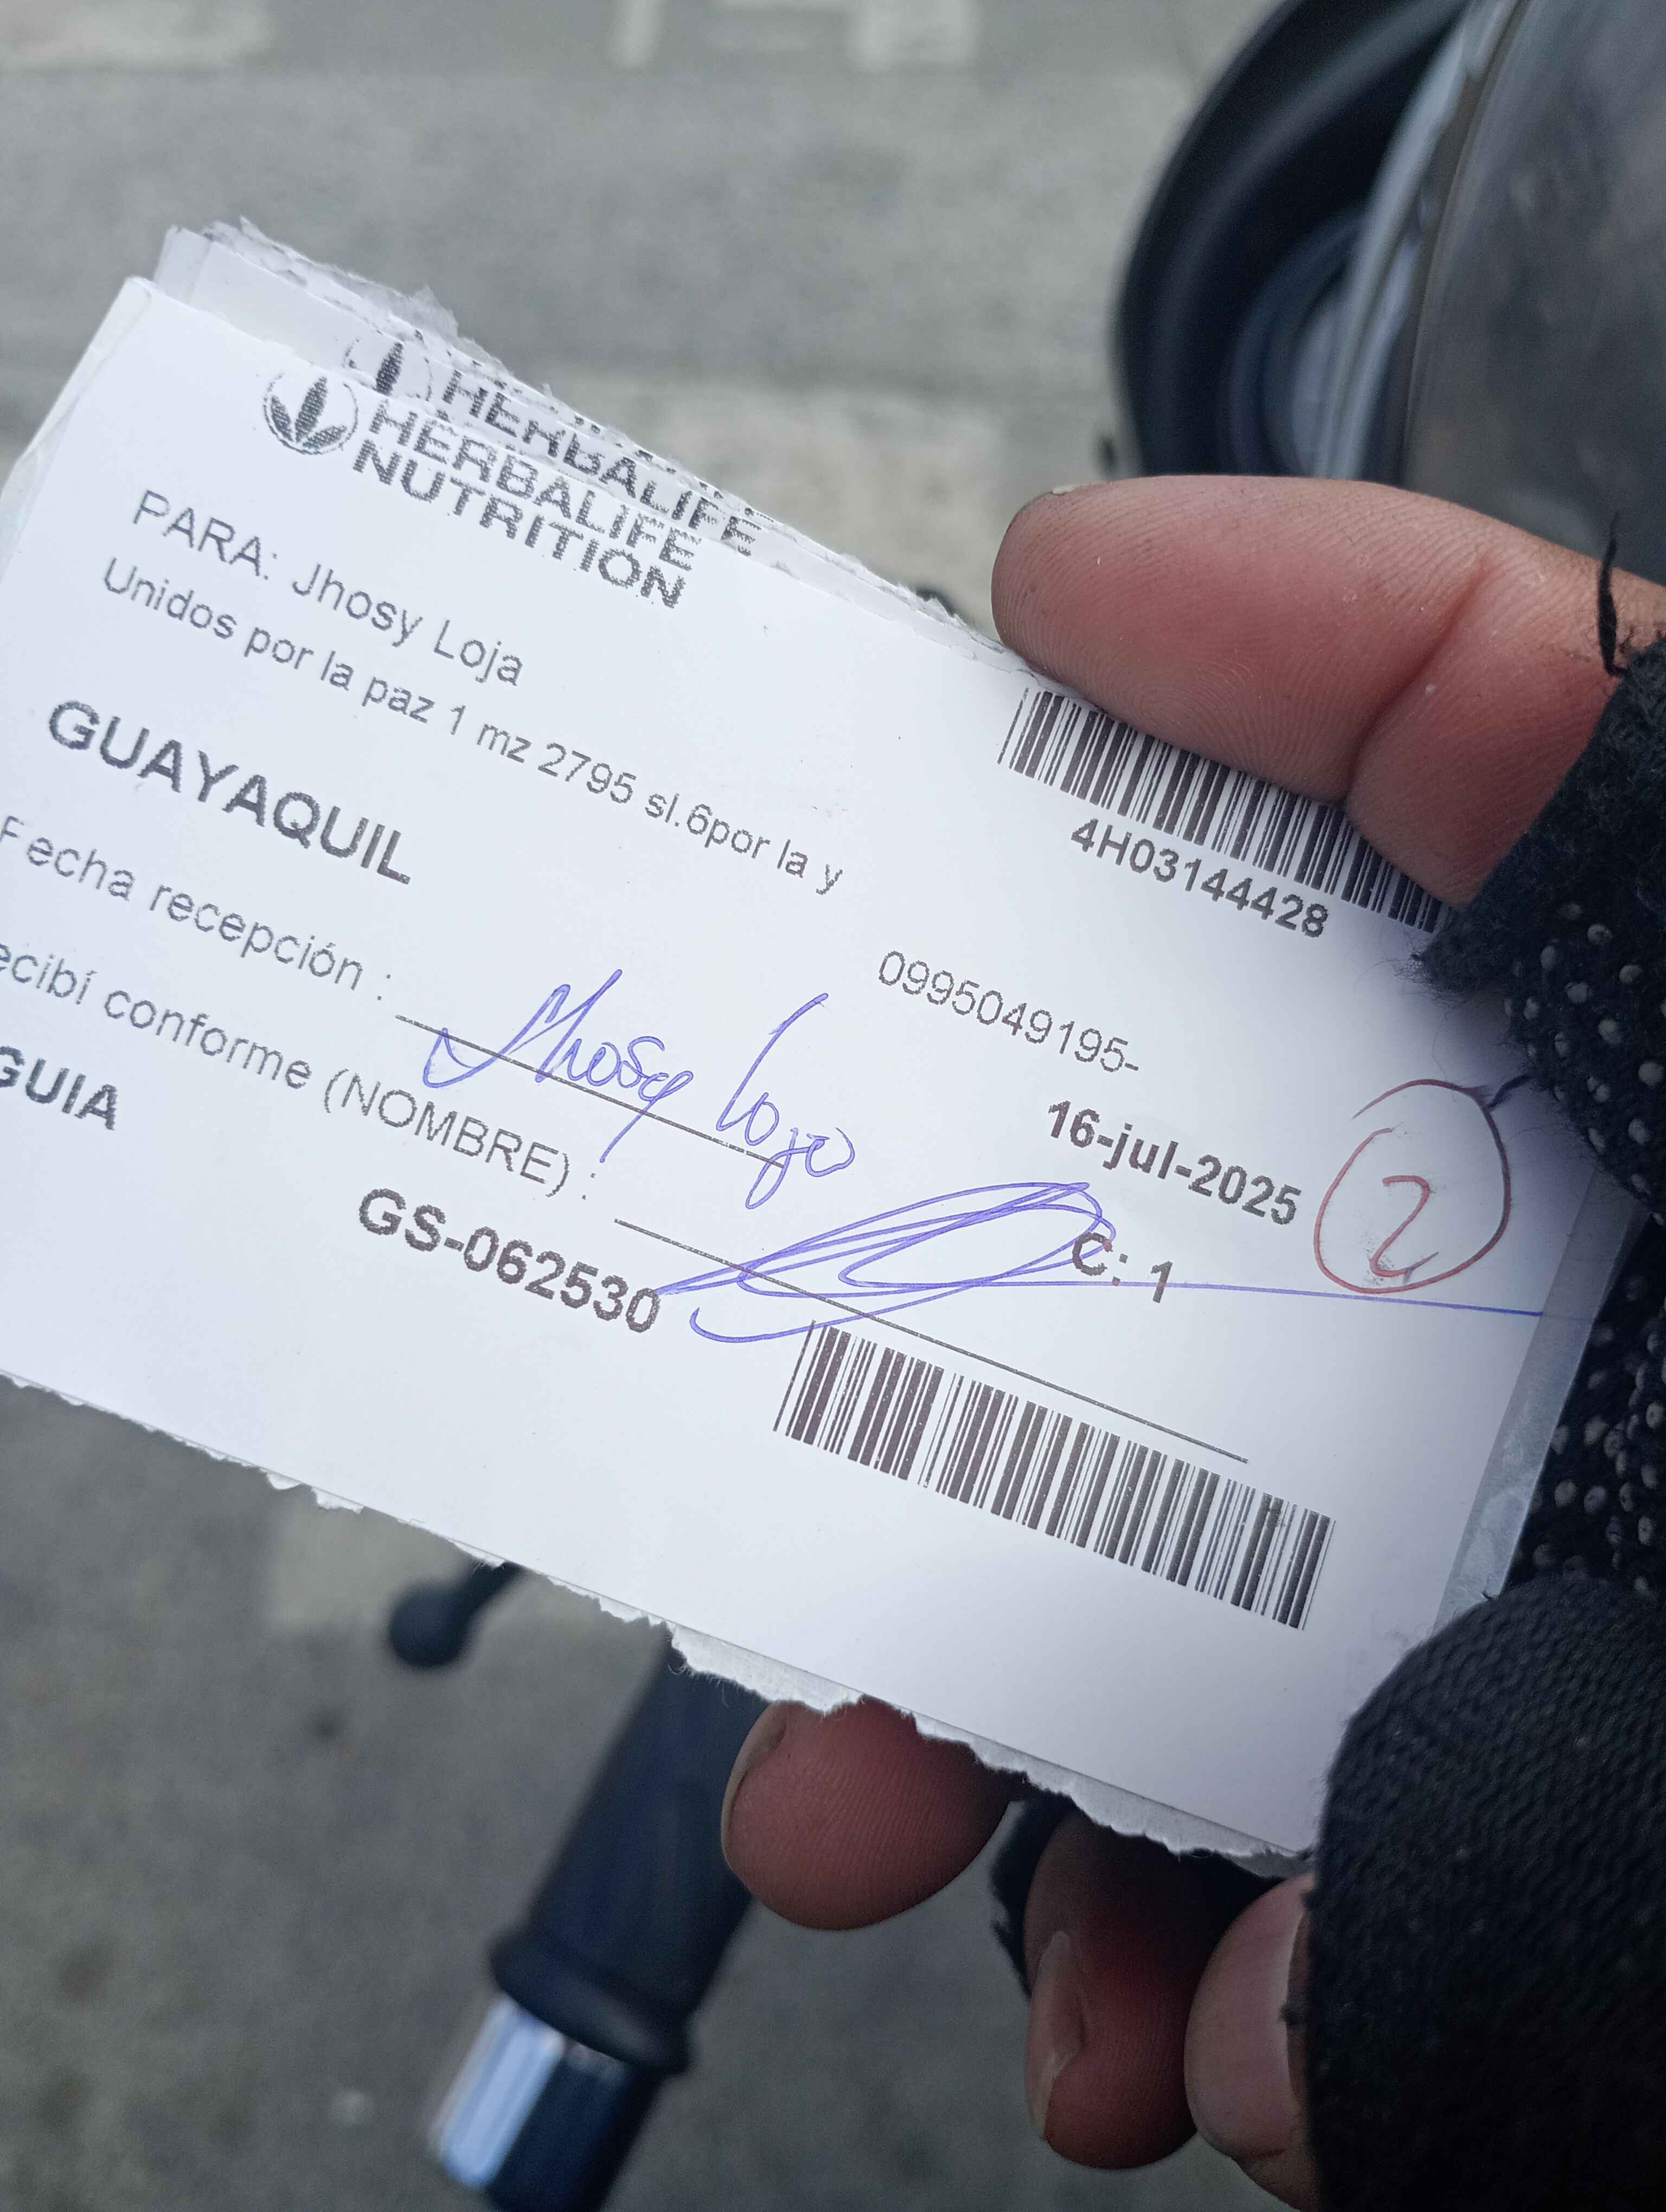 HERBALIFE
HERBALIFE
NUTRITION
PARA: Jhosy Loja
Unidos por la paz 1 mz 2795 sl.6por la y
4H03144428
GUAYAQUIL
0995049195-
Fecha recepción : Jhosy Loja
16-jul-2025
2
ecibí conforme (NOMBRE) :
C: 1
GUIA
GS-062530